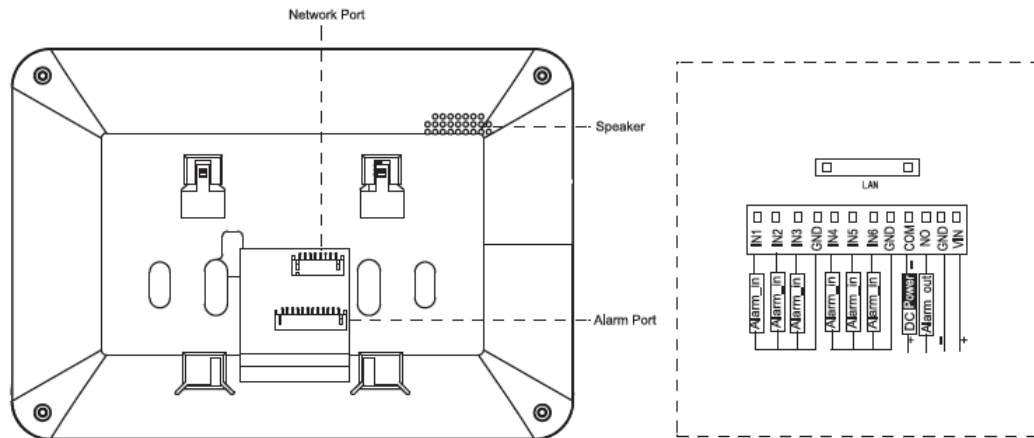 Network Port
Speaker
Alarm Port
LAN
IN1
IN2
IN3
GND
IN4
IN5
IN6
GND
COM
NO
GND
VIN
Alarm_in
Alarm_in
Alarm_in
Alarm_in
Alarm_in
Alarm_in
DC Power
Alarm_out
+
−
−
+